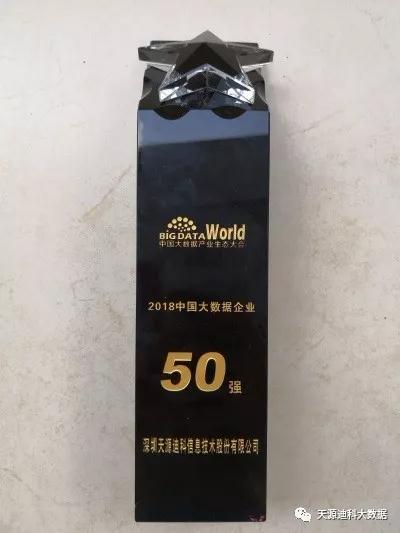 BIGDATA World
中国大数据产业生态大会
2018中国大数据企业
50强
深圳天源迪科信息技术股份有限公司
天源迪科大数据